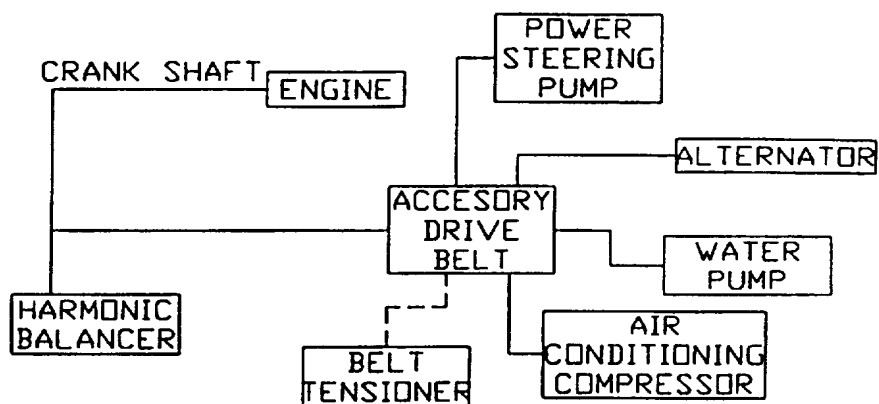 POWER
STEERING
PUMP
CRANK SHAFT
ENGINE
ALTERNATOR
ACCESORY
DRIVE
BELT
WATER
PUMP
HARMONIC
BALANCER
AIR
CONDITIONING
COMPRESSOR
BELT
TENSIONER